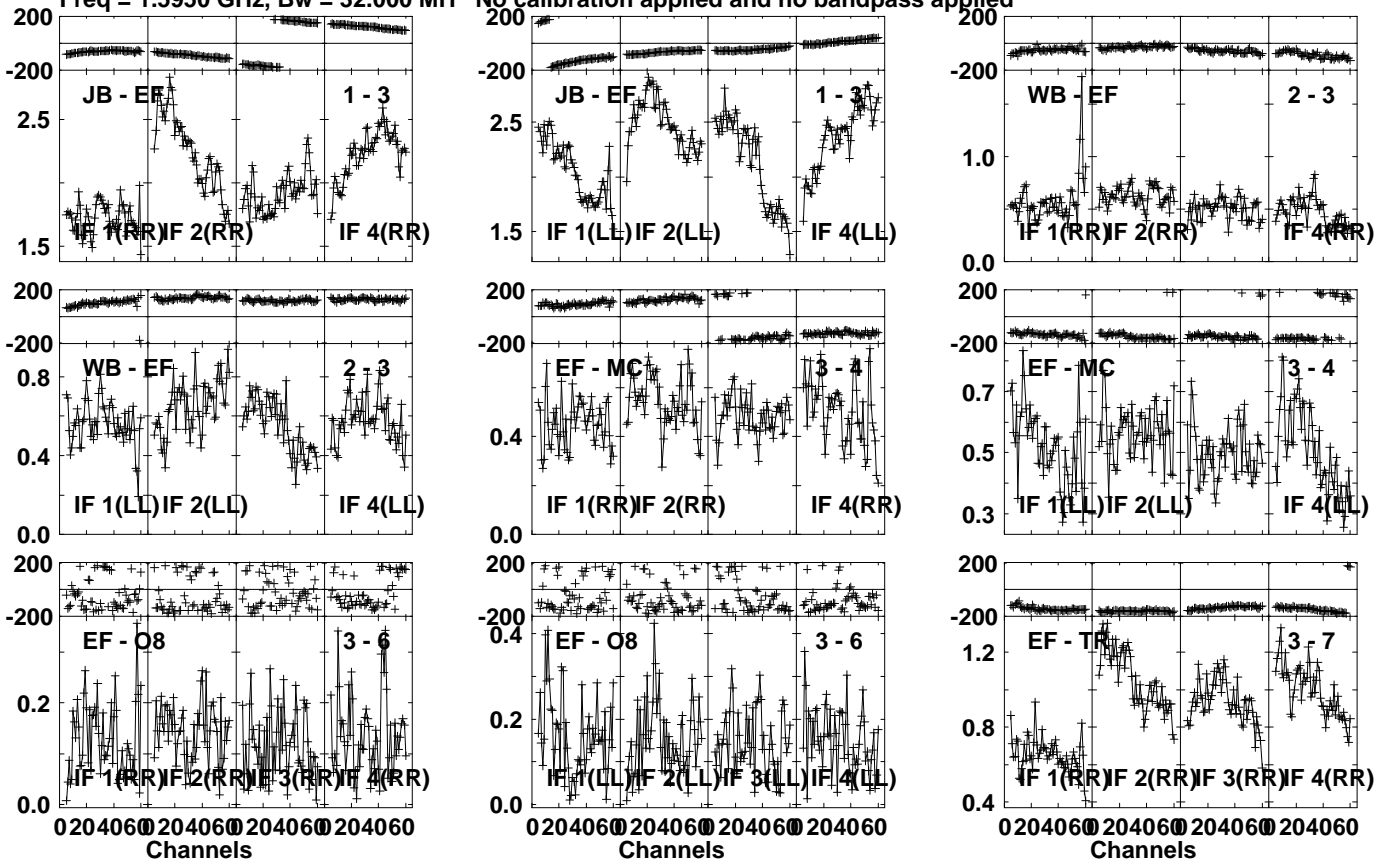 Freq = 1.5950 GHz, Bw = 32.000 MH No calibration applied and no bandpass applied
200
-200
JB - EF 1 - 3
2.5
1.5
IF 1(RR) IF 2(RR) IF 4(RR)
200
-200
JB - EF 1 - 3
2.5
1.5
IF 1(LL) IF 2(LL) IF 4(LL)
200
-200
WB - EF 2 - 3
1.0
0.0
IF 1(RR) IF 2(RR) IF 4(RR)
200
-200
WB - EF 2 - 3
0.8
0.4
0.0
IF 1(LL) IF 2(LL) IF 4(LL)
200
-200
EF - MC 3 - 4
0.4
0.0
IF 1(RR) IF 2(RR) IF 4(RR)
200
-200
EF - MC 3 - 4
0.7
0.5
0.3
IF 1(LL) IF 2(LL) IF 4(LL)
200
-200
EF - O8 3 - 6
0.2
0.0
IF 1(RR) IF 2(RR) IF 3(RR) IF 4(RR)
0 20 40 60 0 20 40 60 0 20 40 60 0 20 40 60
Channels
200
-200
EF - O8 3 - 6
0.4
0.2
0.0
IF 1(LL) IF 2(LL) IF 3(LL) IF 4(LL)
0 20 40 60 0 20 40 60 0 20 40 60 0 20 40 60
Channels
200
-200
EF - TR 3 - 7
1.2
0.8
0.4
IF 1(RR) IF 2(RR) IF 3(RR) IF 4(RR)
0 20 40 60 0 20 40 60 0 20 40 60 0 20 40 60
Channels